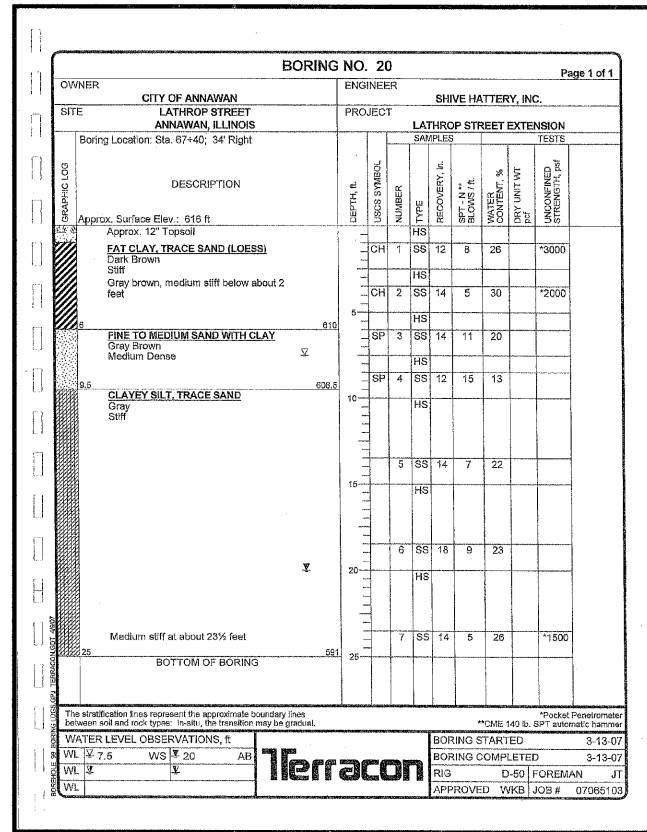 BORING NO. 20
Page 1 of 1
OWNER
CITY OF ANNAWAN
ENGINEER
SHIVE HATTERY, INC.
SITE
LATHROP STREET
ANNAWAN, ILLINOIS
PROJECT
LATHROP STREET EXTENSION
Boring Location: Sta. 67+40; 34' Right
SAMPLES
TESTS
GRAPHIC LOG
DESCRIPTION
DEPTH, ft.
USCS SYMBOL
NUMBER
TYPE
RECOVERY, in.
SPT - N **
BLOWS / ft.
WATER
CONTENT, %
DRY UNIT WT
pcf
UNCONFINED
STRENGTH, psf
Approx. Surface Elev.: 616 ft
Approx. 12" Topsoil
HS
FAT CLAY, TRACE SAND (LOESS)
CH 1 SS 12 8 26 *3000
Dark Brown
Stiff
HS
Gray brown, medium stiff below about 2
feet
CH 2 SS 14 5 30 *2000
5
HS
6 610
FINE TO MEDIUM SAND WITH CLAY
SP 3 SS 14 11 20
Gray Brown
Medium Dense
HS
SP 4 SS 12 15 13
9.5 606.5
CLAYEY SILT, TRACE SAND
10
HS
Gray
Stiff
5 SS 14 7 22
15
HS
6 SS 18 9 23
20
HS
Medium stiff at about 23½ feet
7 SS 14 5 26 *1500
25 591
25
BOTTOM OF BORING
The stratification lines represent the approximate boundary lines
between soil and rock types: in-situ, the transition may be gradual.
*Pocket Penetrometer
**CME 140 lb. SPT automatic hammer
WATER LEVEL OBSERVATIONS, ft
WL 7.5 WS 20 AB
WL
WL
Terracon
BORING STARTED 3-13-07
BORING COMPLETED 3-13-07
RIG D-50 FOREMAN JT
APPROVED WKB JOB # 07065103
BOREHOLE 99 BORING LOGS.GPJ TERRACON.GDT 4/9/07